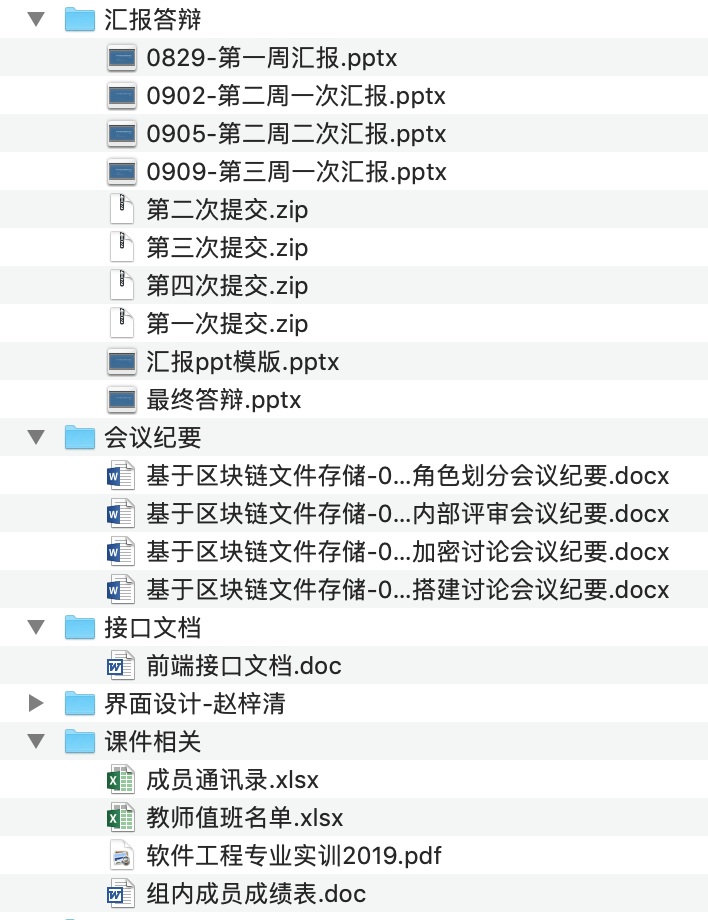 汇报答辩
0829-第一周汇报.pptx
0902-第二周一次汇报.pptx
0905-第二周二次汇报.pptx
0909-第三周一次汇报.pptx
第二次提交.zip
第三次提交.zip
第四次提交.zip
第一次提交.zip
汇报ppt模版.pptx
最终答辩.pptx
会议纪要
基于区块链文件存储-0...角色划分会议纪要.docx
基于区块链文件存储-0...内部评审会议纪要.docx
基于区块链文件存储-0...加密讨论会议纪要.docx
基于区块链文件存储-0...搭建讨论会议纪要.docx
接口文档
前端接口文档.doc
界面设计-赵梓清
课件相关
成员通讯录.xlsx
教师值班名单.xlsx
软件工程专业实训2019.pdf
组内成员成绩表.doc